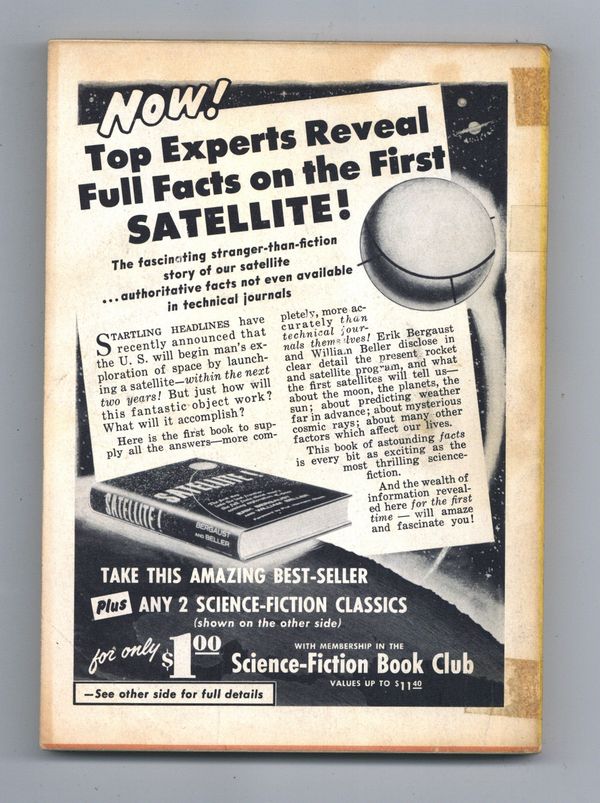 NOW!
Top Experts Reveal
Full Facts on the First
SATELLITE!
The fascinating stranger-than-fiction
story of our satellite
...authoritative facts not even available
in technical journals
STARTLING HEADLINES have
recently announced that
the U. S. will begin man's ex-
ploration of space by launch-
ing a satellite—within the next
two years! But just how will
this fantastic object work?
What will it accomplish?
Here is the first book to sup-
ply all the answers—more com-
pletely, more ac-
curately than
technical jour-
nals themselves! Erik Bergaust
and William Beller disclose in
clear detail the present rocket
and satellite program, and what
the first satellites will tell us—
about the moon, the planets, the
sun; about predicting weather
far in advance; about mysterious
cosmic rays; about many other
factors which affect our lives.
This book of astounding facts
is every bit as exciting as the
most thrilling science-
fiction.
And the wealth of
information reveal-
ed here for the first
time — will amaze
and fascinate you!
SATELLITE!
SATELLITE!
BERGAUST
AND BELLER
TAKE THIS AMAZING BEST-SELLER
Plus ANY 2 SCIENCE-FICTION CLASSICS
(shown on the other side)
for only $1.00
WITH MEMBERSHIP IN THE
Science-Fiction Book Club
VALUES UP TO $11.40
—See other side for full details